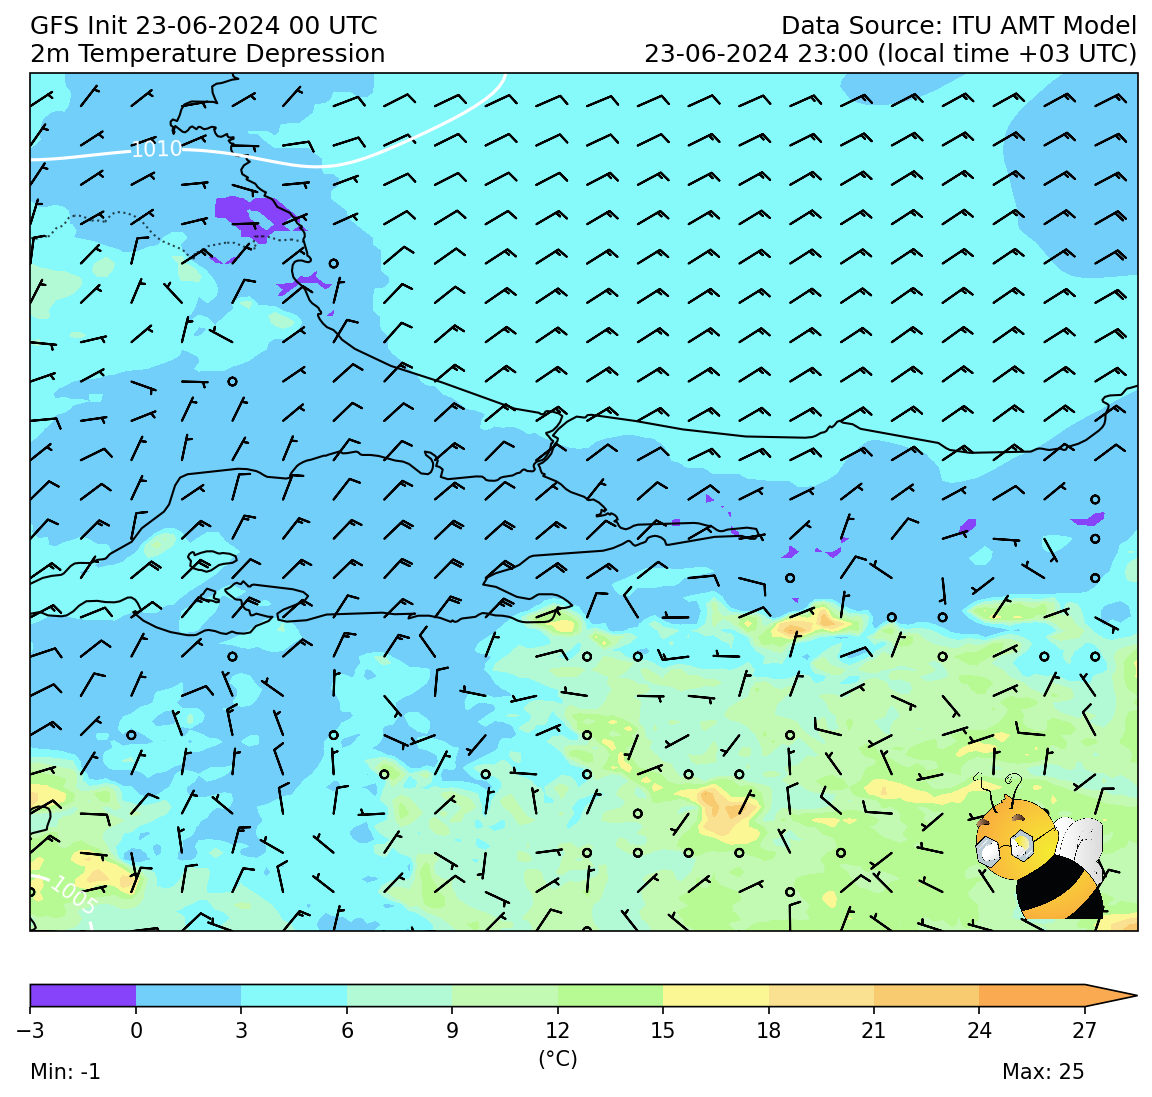 GFS Init 23-06-2024 00 UTC
Data Source: ITU AMT Model
2m Temperature Depression
23-06-2024 23:00 (local time +03 UTC)
1010
1005
−3 0 3 6 9 12 15 18 21 24 27
(°C)
Min: -1
Max: 25